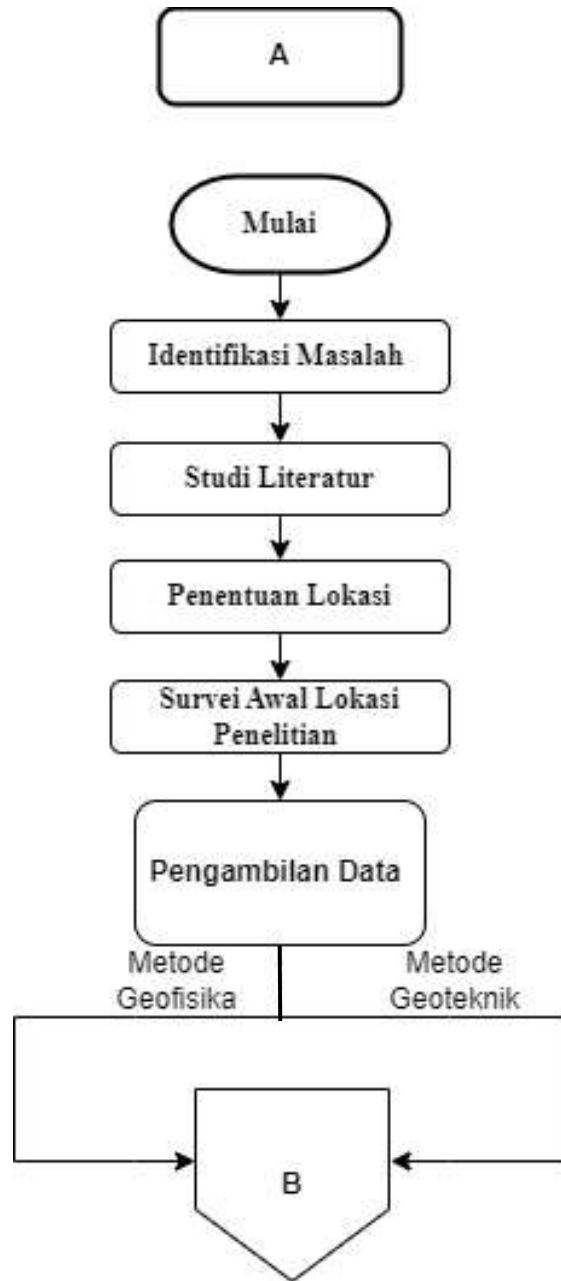 A
Mulai
Identifikasi Masalah
Studi Literatur
Penentuan Lokasi
Survei Awal Lokasi
Penelitian
Pengambilan Data
Metode
Geofisika
Metode
Geoteknik
B